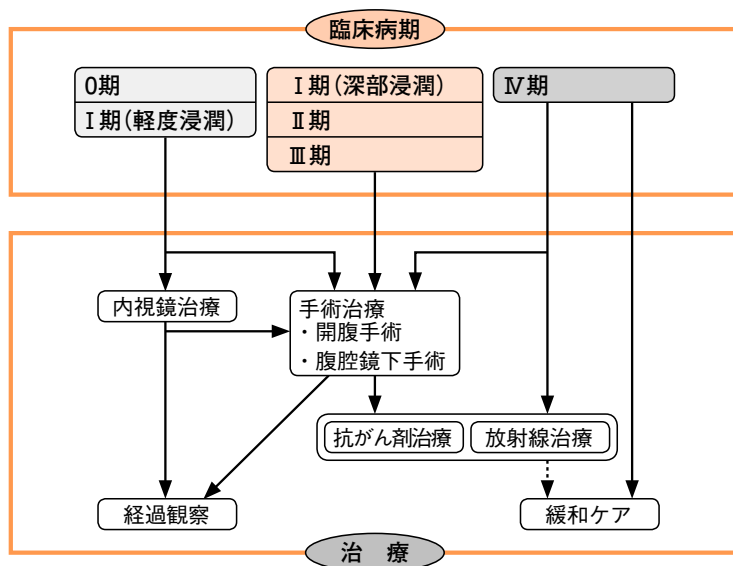 臨床病期
0期
Ⅰ期(軽度浸潤)
Ⅰ期(深部浸潤)
Ⅱ期
Ⅲ期
Ⅳ期
内視鏡治療
手術治療
・開腹手術
・腹腔鏡下手術
抗がん剤治療
放射線治療
経過観察
緩和ケア
治 療